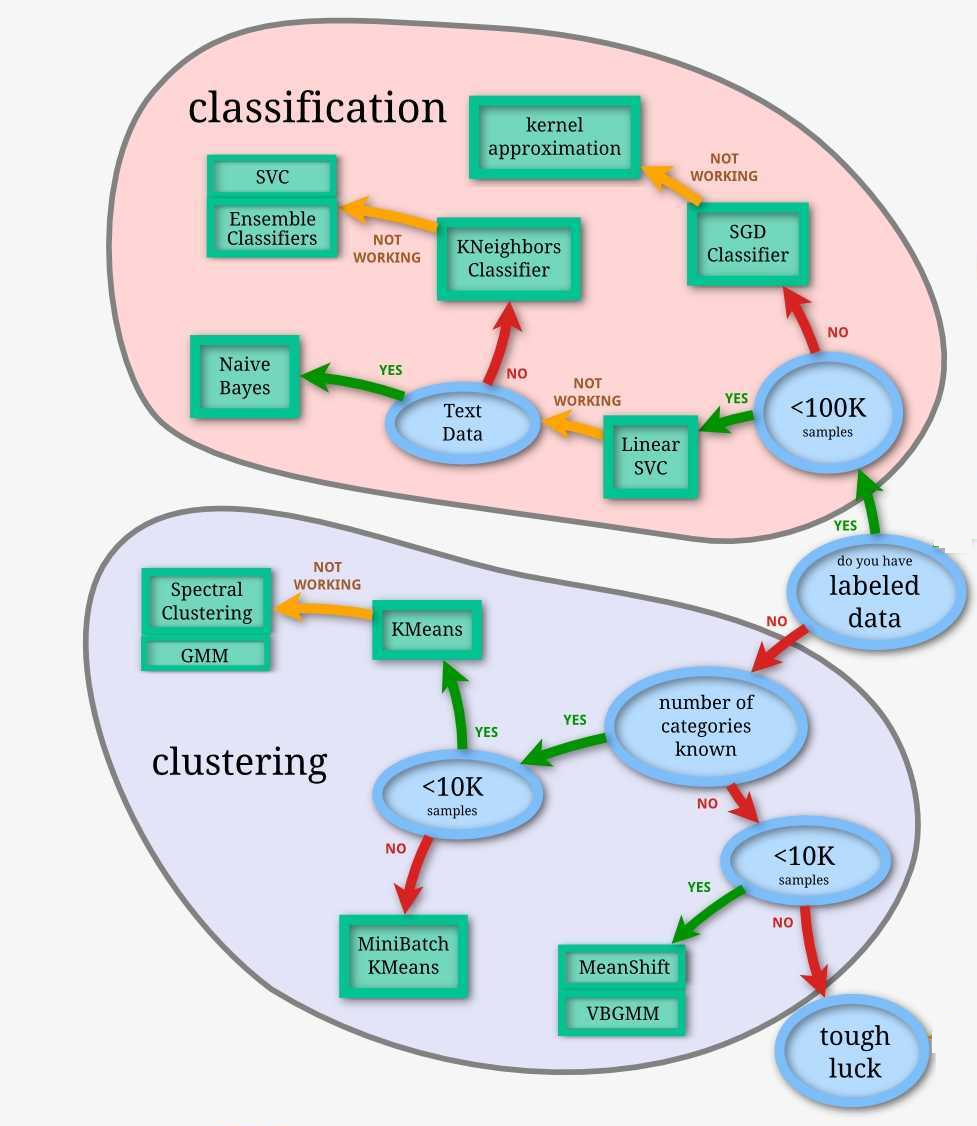 classification
kernel
approximation
NOT
WORKING
SVC
Ensemble
Classifiers
NOT
WORKING
KNeighbors
Classifier
SGD
Classifier
NO
Naive
Bayes
YES
NO
NOT
WORKING
Text
Data
Linear
SVC
YES
<100K
samples
YES
do you have
labeled
data
NO
NOT
WORKING
Spectral
Clustering
GMM
KMeans
number of
categories
known
YES
YES
clustering
<10K
samples
NO
NO
<10K
samples
YES
NO
MiniBatch
KMeans
MeanShift
VBGMM
tough
luck